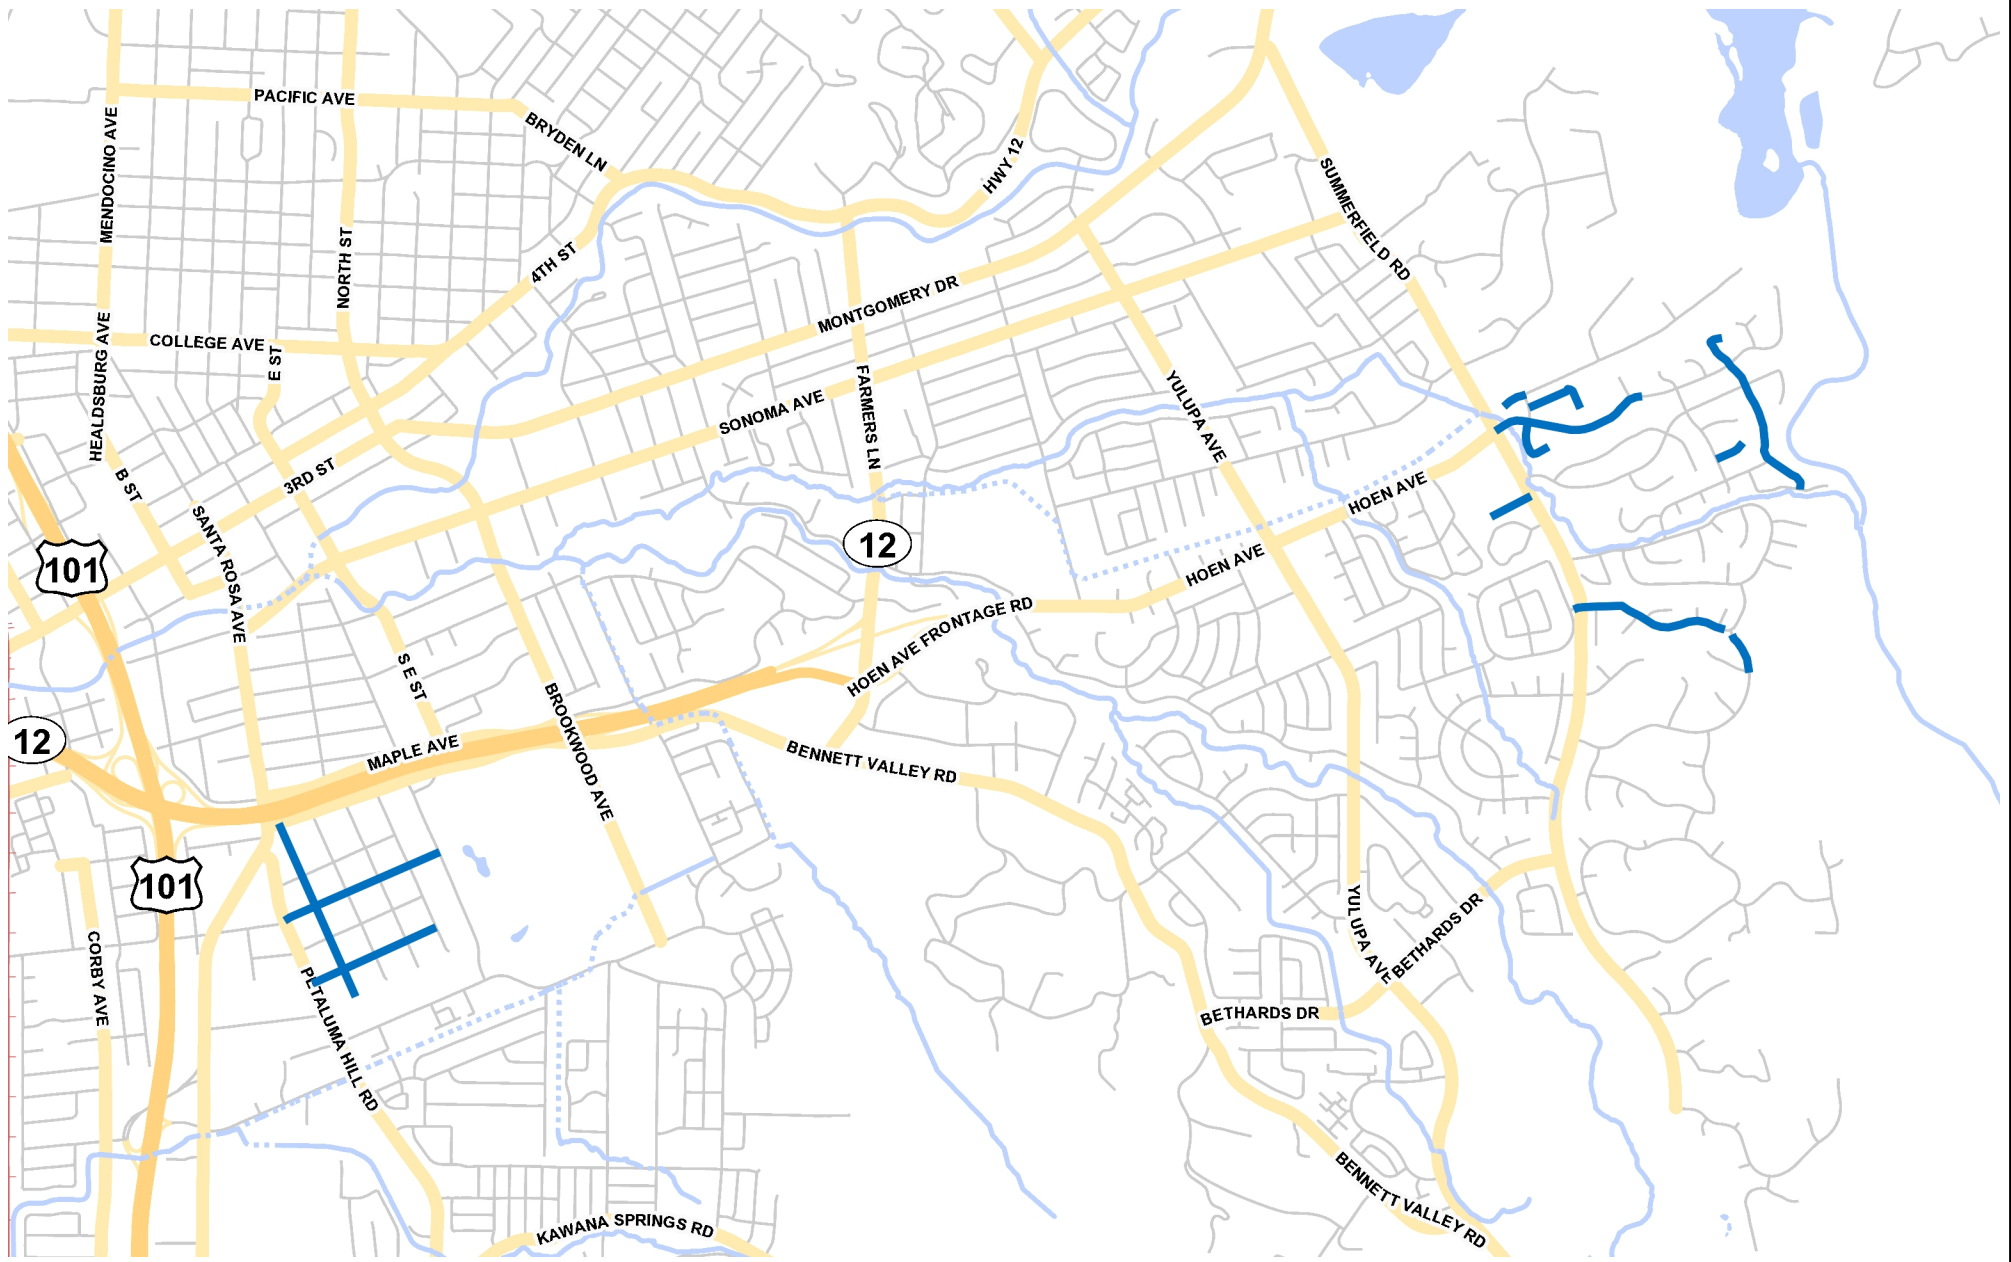 PACIFIC AVE
BRYDEN LN
MENDOCINO AVE
HWY 12
SUMMERFIELD RD
NORTH ST
4TH ST
MONTGOMERY DR
COLLEGE AVE
HEALDSBURG AVE
E ST
FARMERS LN
YULUPA AVE
SONOMA AVE
3RD ST
B ST
HOEN AVE
SANTA ROSA AVE
12
101
HOEN AVE
HOEN AVE FRONTAGE RD
S E ST
BROOKWOOD AVE
12
MAPLE AVE
BENNETT VALLEY RD
101
YULUPA AVE
BETHARDS DR
CORBY AVE
PETALUMA HILL RD
BETHARDS DR
BENNETT VALLEY RD
KAWANA SPRINGS RD